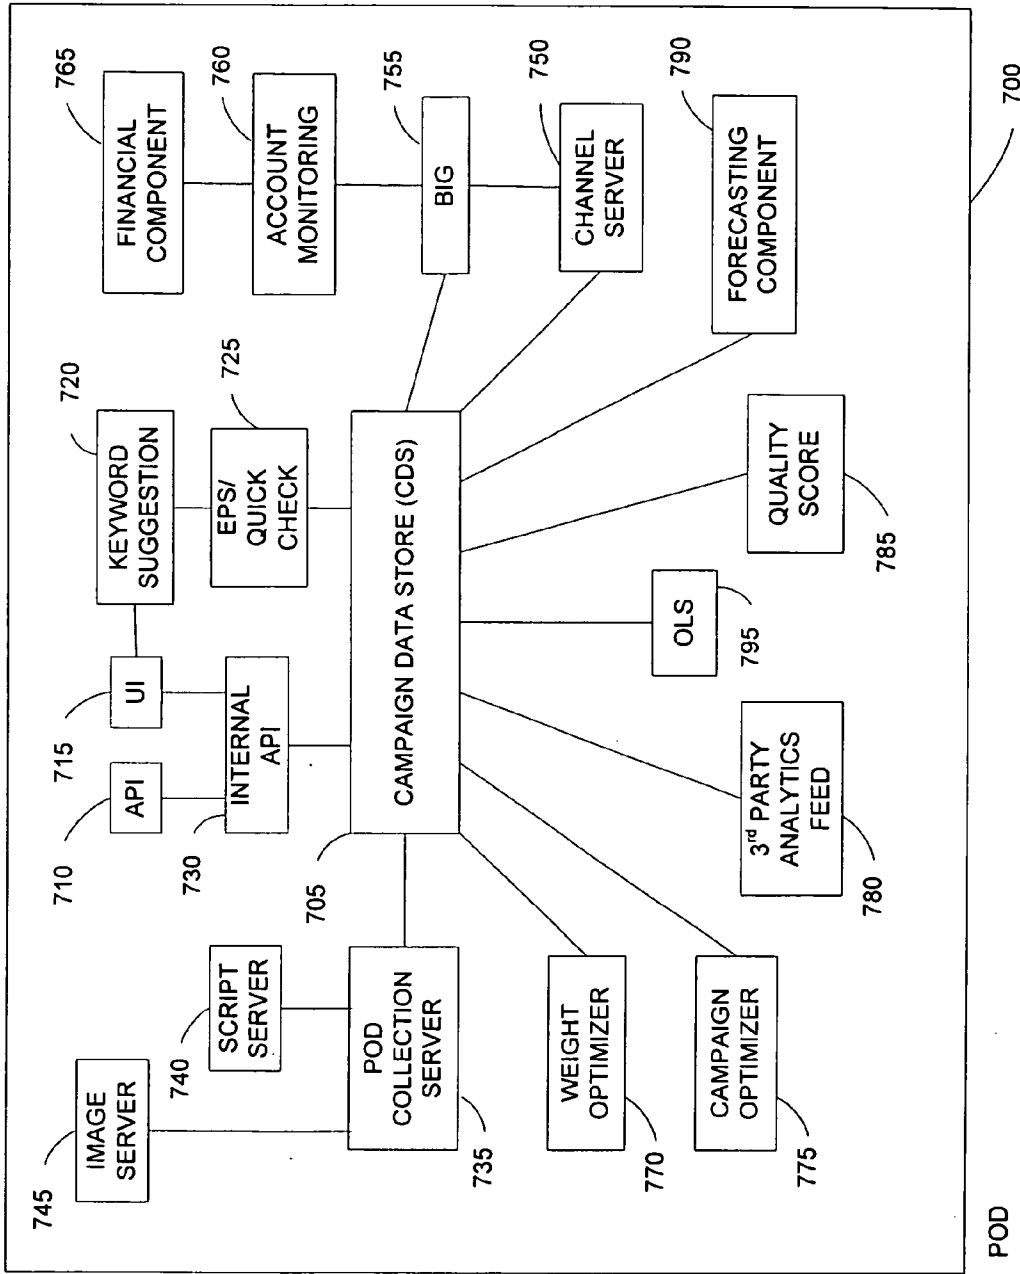 745
IMAGE
SERVER
740
SCRIPT
SERVER
710
API
715
UI
720
KEYWORD
SUGGESTION
765
FINANCIAL
COMPONENT
730
INTERNAL
API
725
EPS/
QUICK
CHECK
760
ACCOUNT
MONITORING
735
POD
COLLECTION
SERVER
705
CAMPAIGN DATA STORE (CDS)
755
BIG
750
CHANNEL
SERVER
770
WEIGHT
OPTIMIZER
775
CAMPAIGN
OPTIMIZER
780
3rd PARTY
ANALYTICS
FEED
795
OLS
785
QUALITY
SCORE
790
FORECASTING
COMPONENT
POD
700